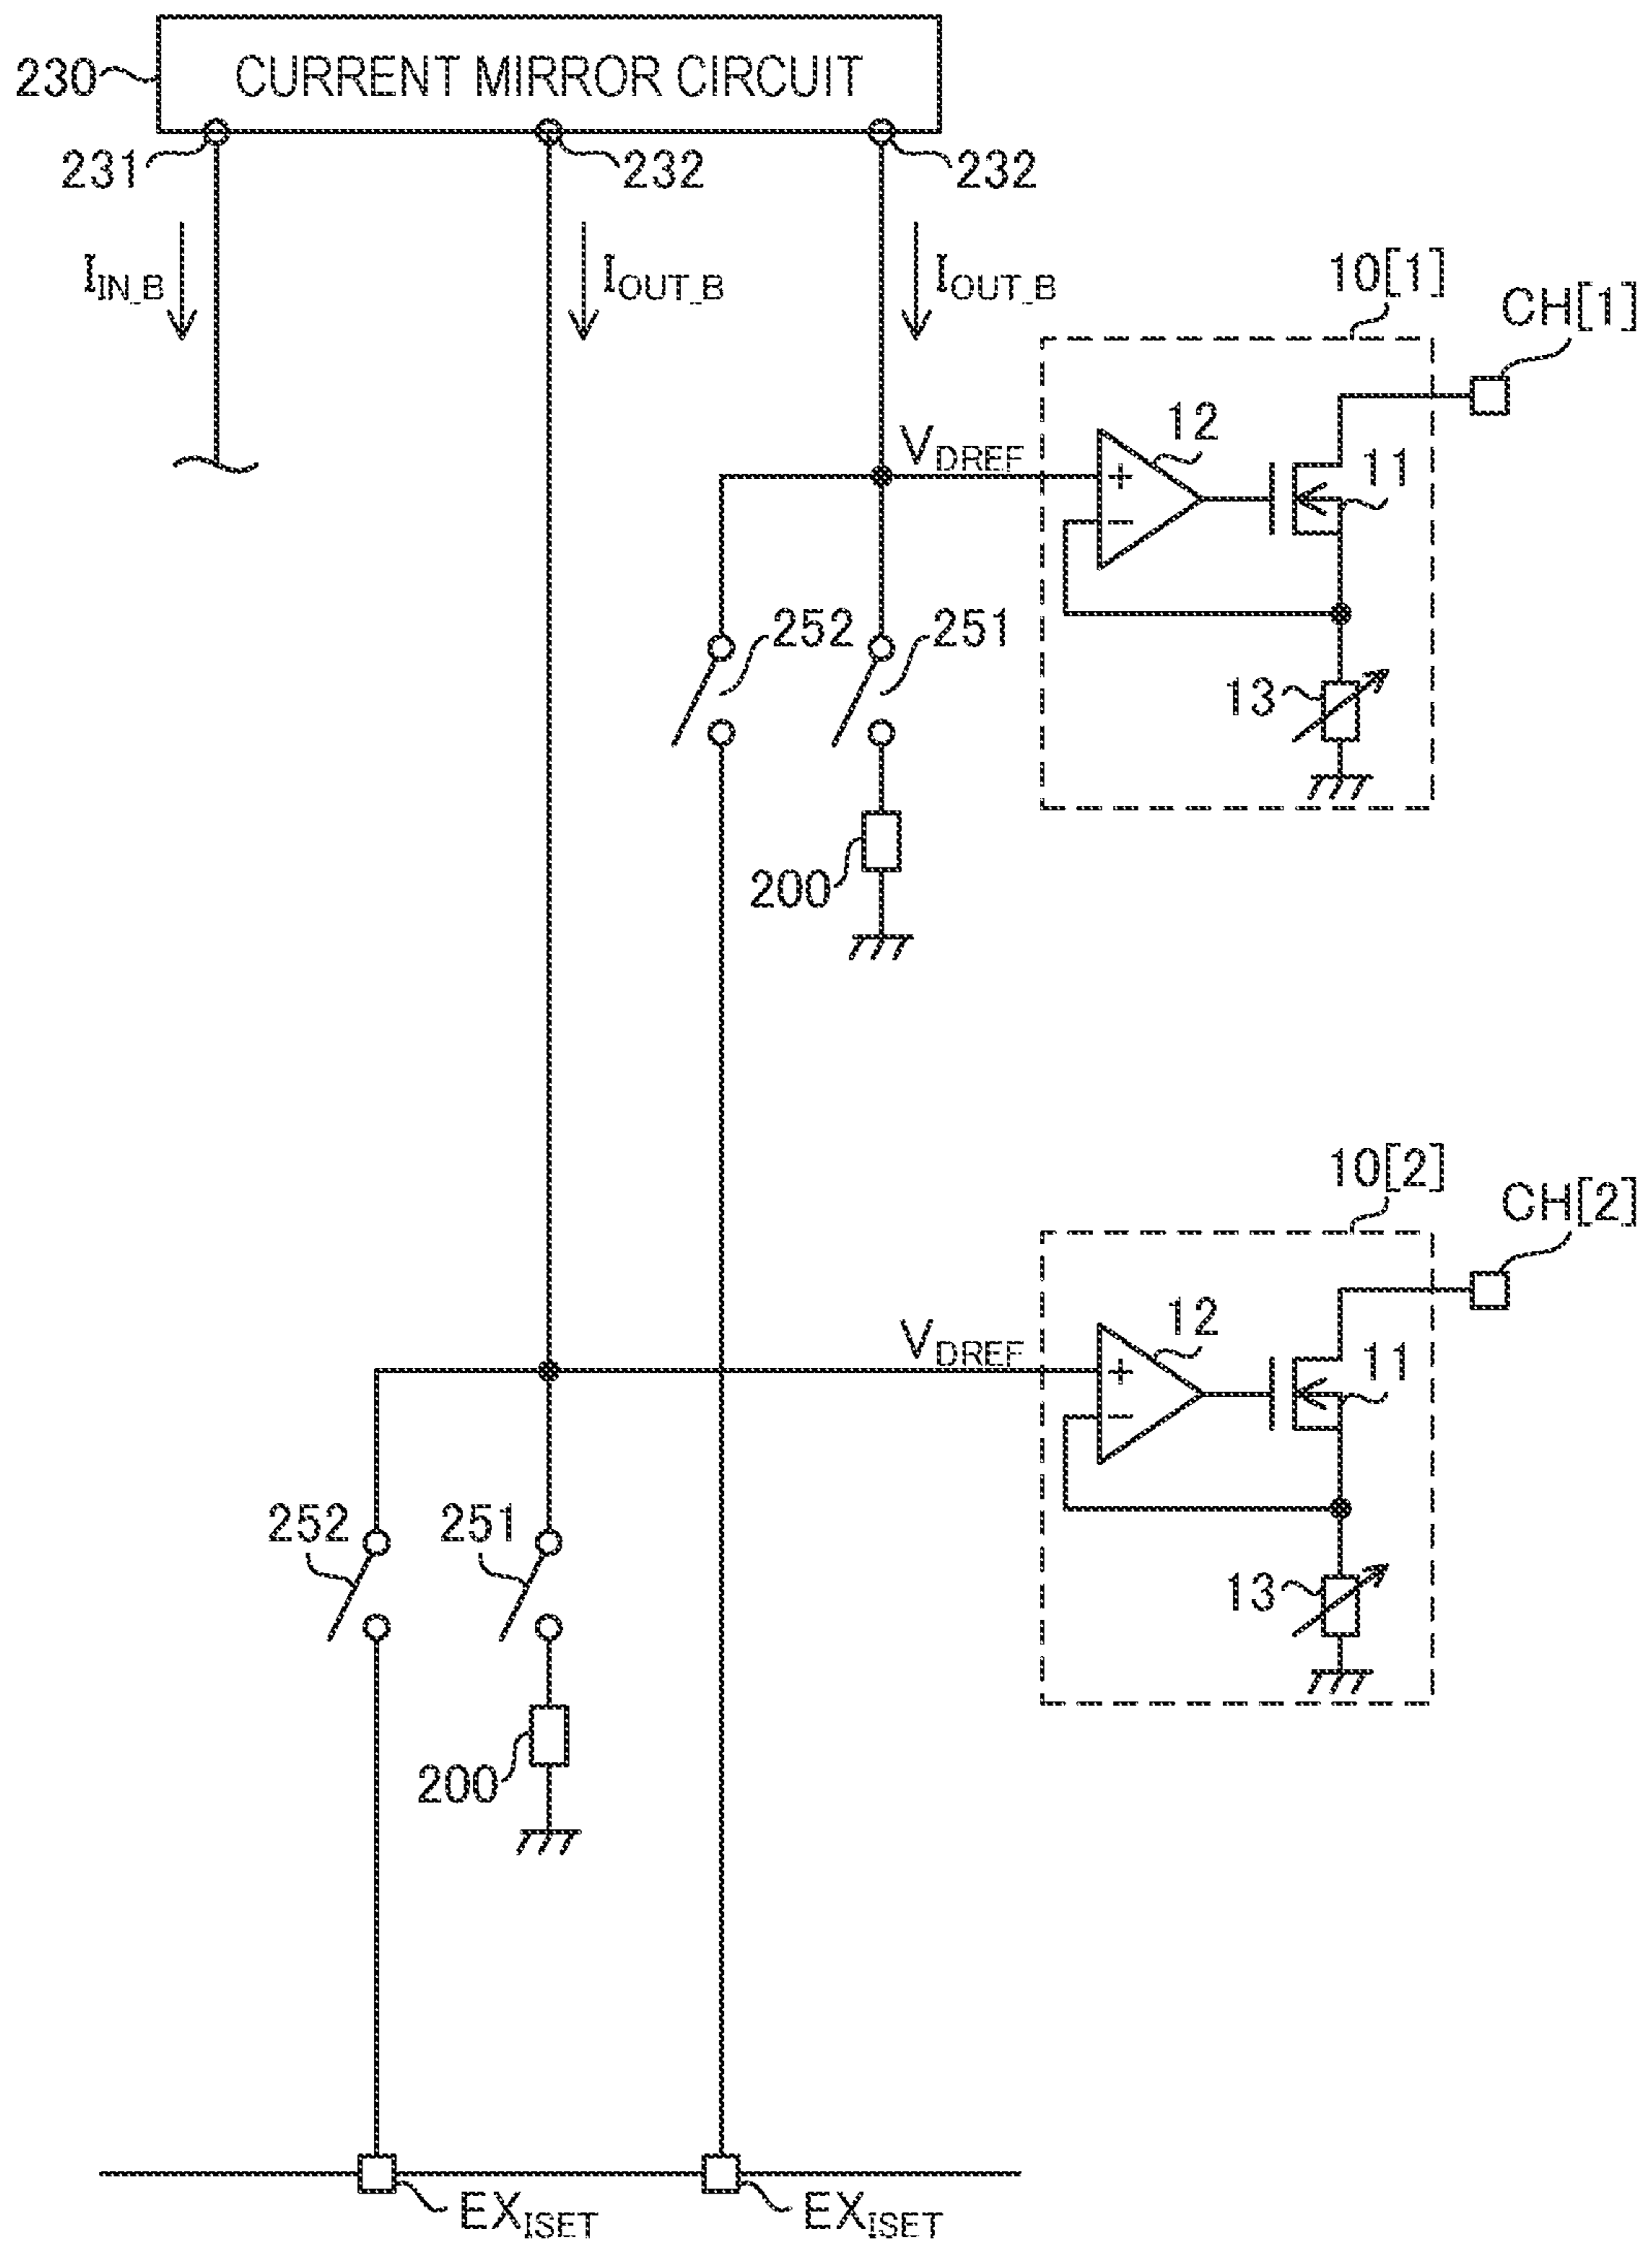 230 CURRENT MIRROR CIRCUIT
231 232 232
I_IN_B I_OUT_B I_OUT_B
10[1]
CH[1]
V_DREF 12 11
+
−
252 251
13
200
10[2]
CH[2]
V_DREF 12 11
+
−
252 251
13
200
EX_ISET EX_ISET